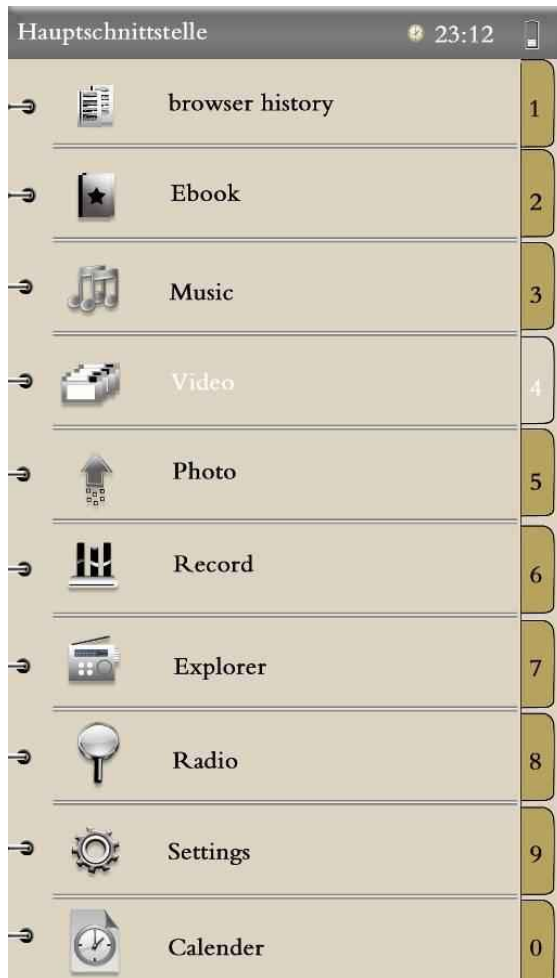 Hauptschnittstelle 23:12
browser history 1
Ebook 2
Music 3
Video 4
Photo 5
Record 6
Explorer 7
Radio 8
Settings 9
Calender 0